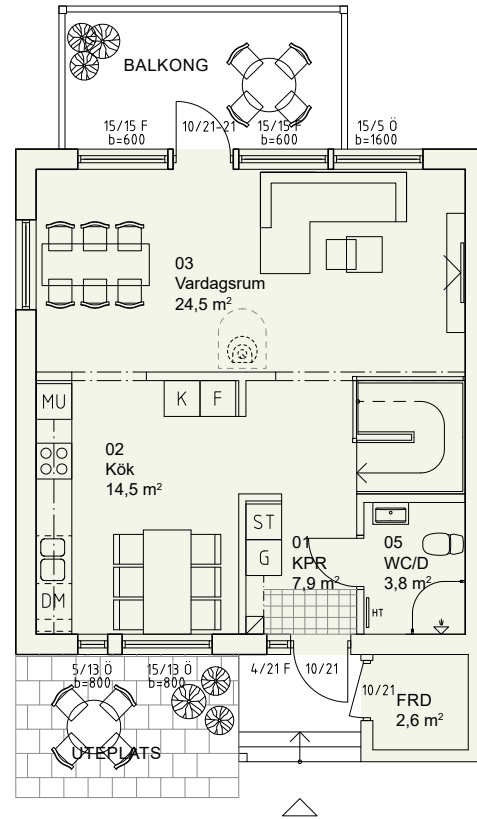 BALKONG
15/15 F
b=600
10/21-21
15/15 F
b=600
15/5 Ö
b=1600
03
Vardagsrum
24,5 m²
MU
K
F
02
Kök
14,5 m²
ST
G
01
KPR
7,9 m²
05
WC/D
3,8 m²
DM
HT
5/13 Ö
b=800
15/13 Ö
b=800
4/21 F
10/21
10/21
FRD
2,6 m²
UTEPLATS